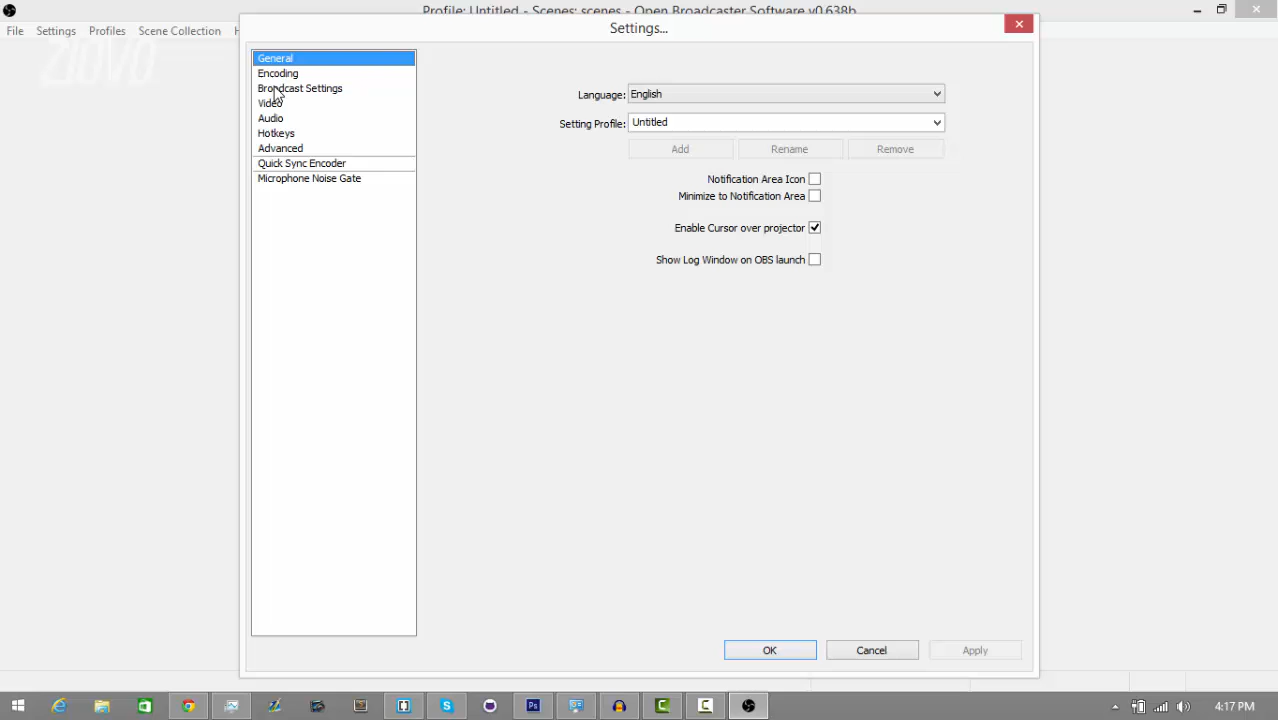 Profile: Untitled - Scenes: scenes - Open Broadcaster Software v0.638b
File Settings Profiles Scene Collection H
ZIOVO
Settings...
General
Encoding
Broadcast Settings
Video
Audio
Hotkeys
Advanced
Quick Sync Encoder
Microphone Noise Gate
Language: English
Setting Profile: Untitled
Add Rename Remove
Notification Area Icon
Minimize to Notification Area
Enable Cursor over projector
Show Log Window on OBS launch
OK Cancel Apply
Ps
4:17 PM